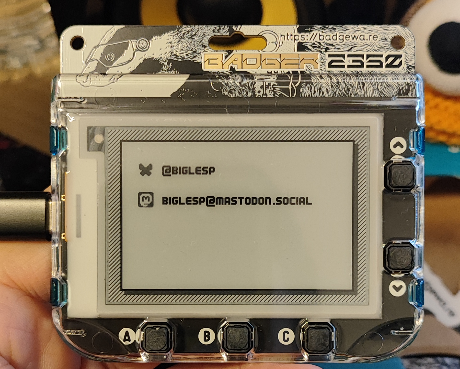 https://badgewa.re
BADGER 2350
@BIGLESP
BIGLESP@MASTODON.SOCIAL
A B C